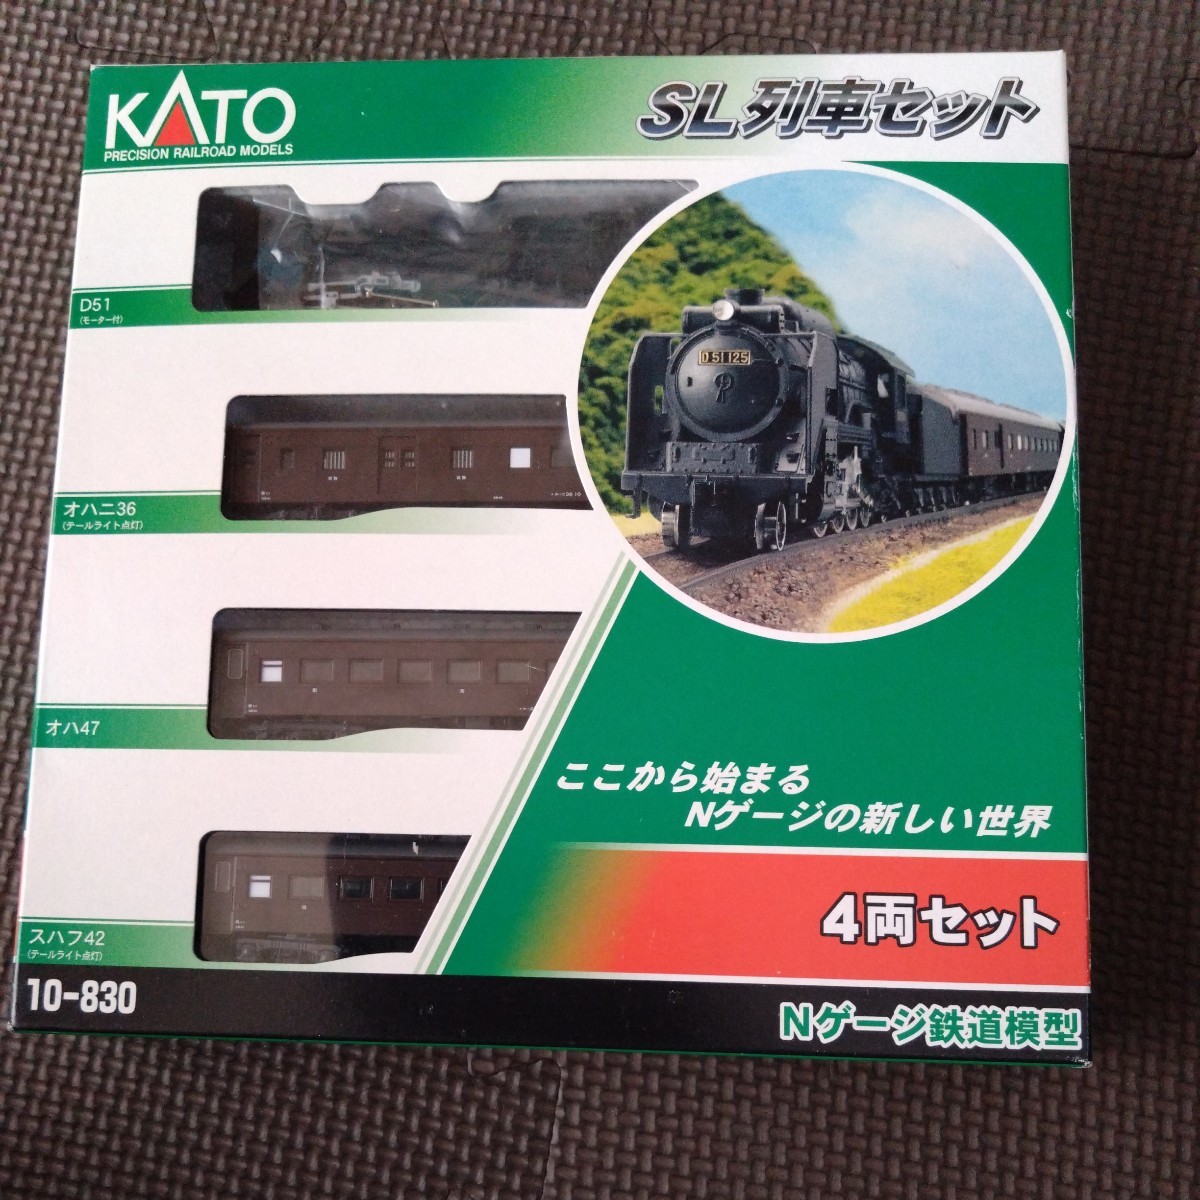 KATO
PRECISION RAILROAD MODELS
SL列車セット
D51
(モーター付)
D51 125
オハニ36
(テールライト点灯)
オハ47
ここから始まる
Nゲージの新しい世界
4両セット
スハフ42
(テールライト点灯)
10-830
Nゲージ鉄道模型